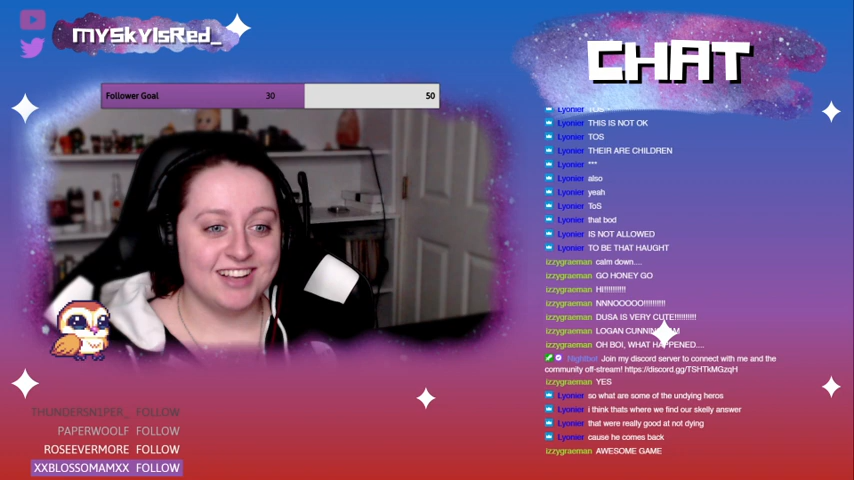 MYSKYISRED_
CHAT
Follower Goal 30 50
Lyonier TOS
Lyonier THIS IS NOT OK
Lyonier TOS
Lyonier THEIR ARE CHILDREN
Lyonier ***
Lyonier also
Lyonier yeah
Lyonier ToS
Lyonier that bod
Lyonier IS NOT ALLOWED
Lyonier TO BE THAT HAUGHT
izzygraeman calm down....
izzygraeman GO HONEY GO
izzygraeman HI!!!!!!!!!!!
izzygraeman NNNOOOOO!!!!!!!!!!!
izzygraeman DUSA IS VERY CUTE!!!!!!!!!!
izzygraeman LOGAN
izzygraeman OH BOI, WHAT HAPPENED....
Nightbot Join my discord server to connect with me and the
community off-stream! https://discord.gg/TSHTkMGzqH
izzygraeman YES
Lyonier so what are some of the undying heros
Lyonier i think thats where we find our skelly answer
Lyonier that were really good at not dying
Lyonier cause he comes back
izzygraeman AWESOME GAME
THUNDERSN1PER_ FOLLOW
PAPERWOOLF FOLLOW
ROSEEVERMORE FOLLOW
XXBLOSSOMAMXX FOLLOW